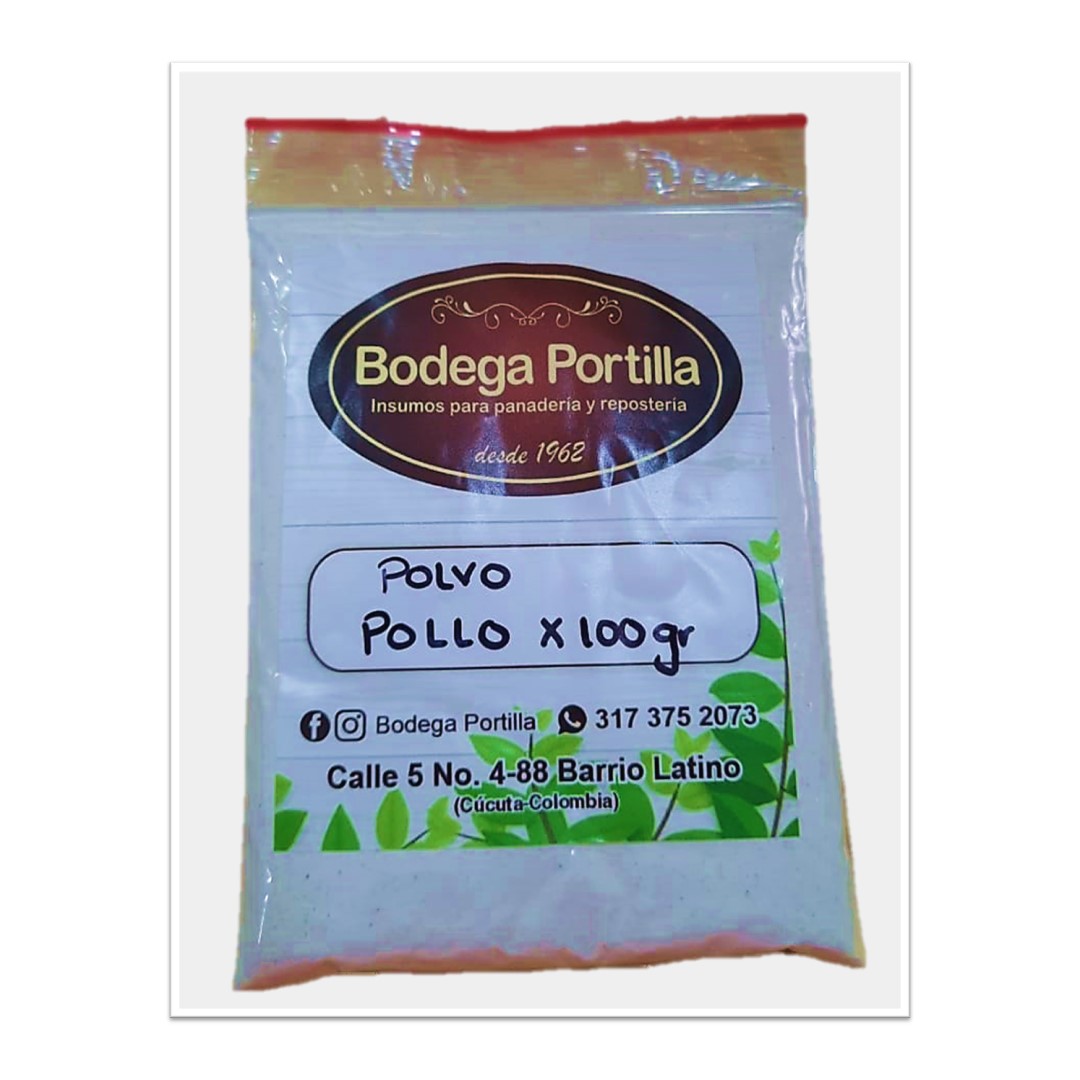 Bodega Portilla
Insumos para panadería y repostería
desde 1962
POLVO
POLLO X 100gr
Bodega Portilla 317 375 2073
Calle 5 No. 4-88 Barrio Latino
(Cúcuta-Colombia)